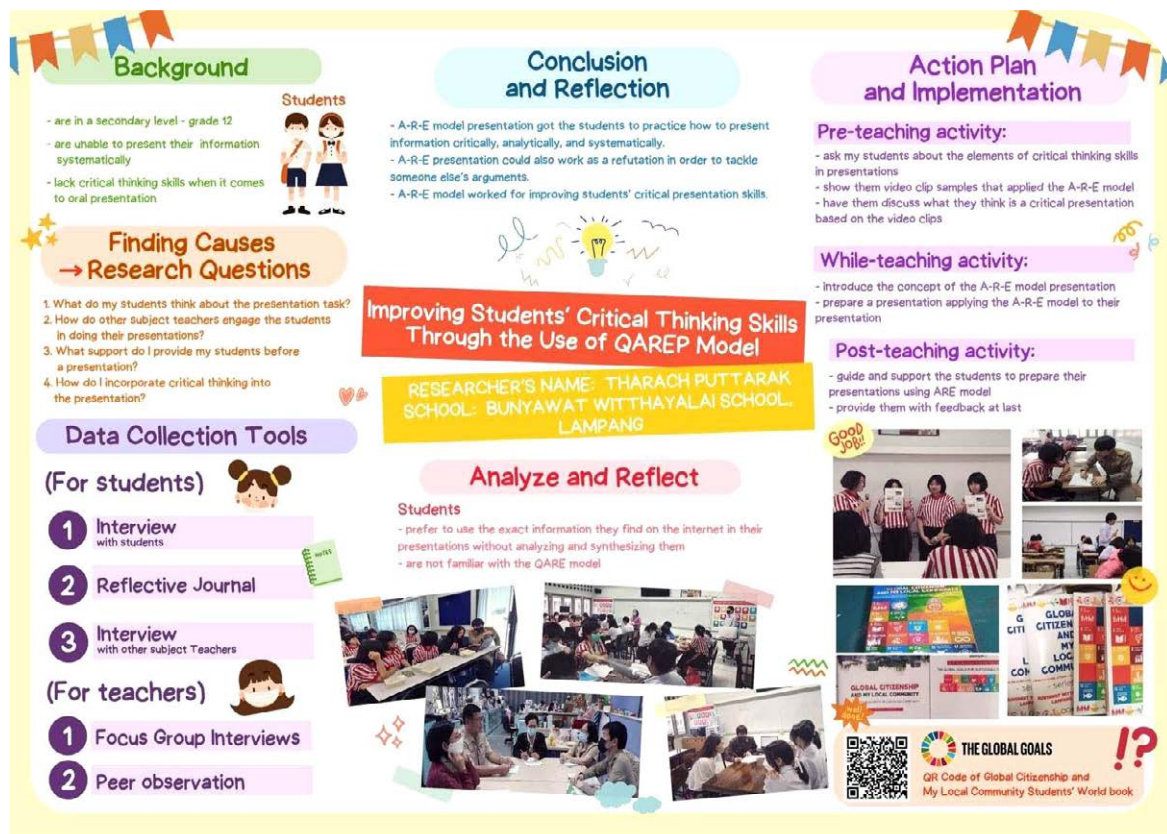 Background
Students
- are in a secondary level - grade 12
- are unable to present their information
systematically
- lack critical thinking skills when it comes
to oral presentation
Finding Causes
→ Research Questions
1. What do my students think about the presentation task?
2. How do other subject teachers engage the students
in doing their presentations?
3. What support do I provide my students before
a presentation?
4. How do I incorporate critical thinking into
the presentation?
Data Collection Tools
(For students)
1 Interview
with students
NOTES
2 Reflective Journal
3 Interview
with other subject Teachers
(For teachers)
1 Focus Group Interviews
2 Peer observation
Conclusion
and Reflection
- A-R-E model presentation got the students to practice how to present
information critically, analytically, and systematically.
- A-R-E presentation could also work as a refutation in order to tackle
someone else's arguments.
- A-R-E model worked for improving students' critical presentation skills.
Improving Students' Critical Thinking Skills
Through the Use of QAREP Model
RESEARCHER'S NAME: THARACH PUTTARAK
SCHOOL: BUNYAWAT WITTHAYALAI SCHOOL,
LAMPANG
Analyze and Reflect
Students
- prefer to use the exact information they find on the internet in their
presentations without analyzing and synthesizing them
- are not familiar with the QARE model
Action Plan
and Implementation
Pre-teaching activity:
- ask my students about the elements of critical thinking skills
in presentations
- show them video clip samples that applied the A-R-E model
- have them discuss what they think is a critical presentation
based on the video clips
While-teaching activity:
- introduce the concept of the A-R-E model presentation
- prepare a presentation applying the A-R-E model to their
presentation
Post-teaching activity:
- guide and support the students to prepare their
presentations using ARE model
- provide them with feedback at last
GOOD
JOB!!
GLOBAL CITIZENSHIP
AND MY LOCAL COMMUNITY
GLOBAL CITIZENSHIP
AND MY LOCAL COMMUNITY
WELL
DONE!
THE GLOBAL GOALS
!?
QR Code of Global Citizenship and
My Local Community Students' World book